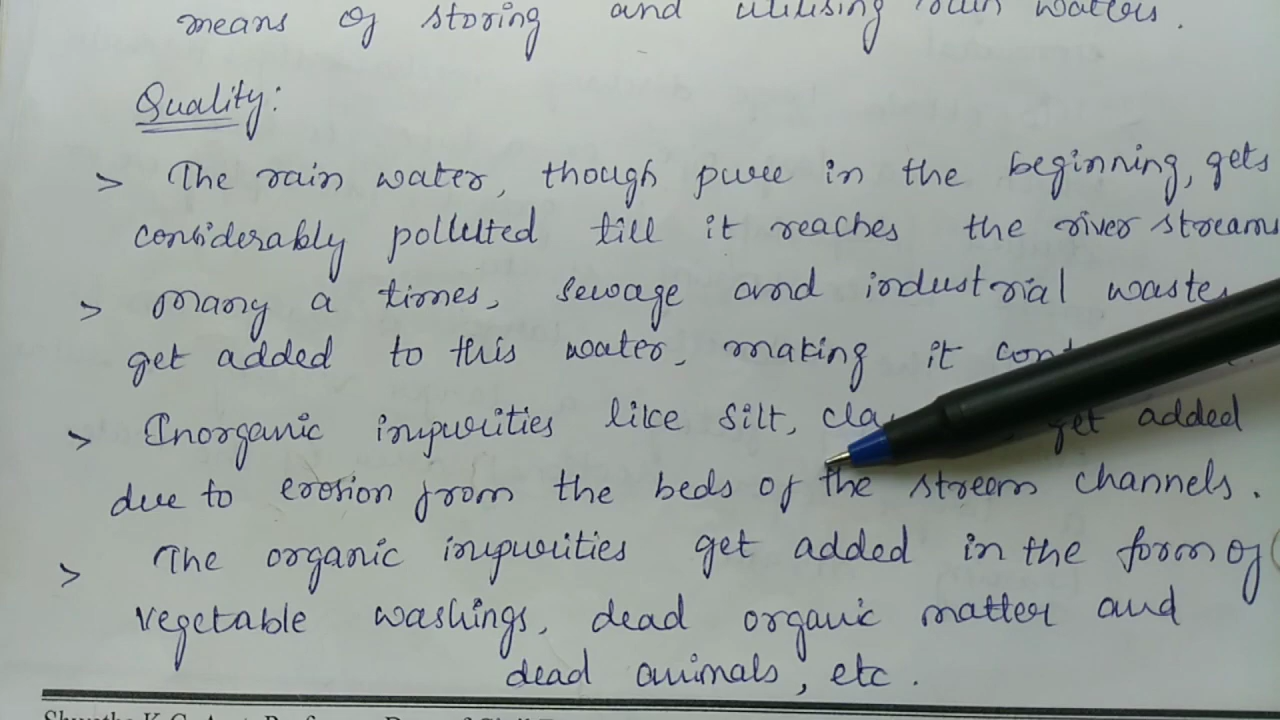 means of storing and utilising rain waters.
Quality:
> The rain water, though pure in the beginning, gets
considerably polluted till it reaches the river streams
> Many a times, sewage and industrial wastes
get added to this water, making it
> Inorganic impurities like silt, get added
due to erosion from the beds of the stream channels.
> The organic impurities get added in the form of
vegetable washings, dead organic matter and
dead animals, etc.